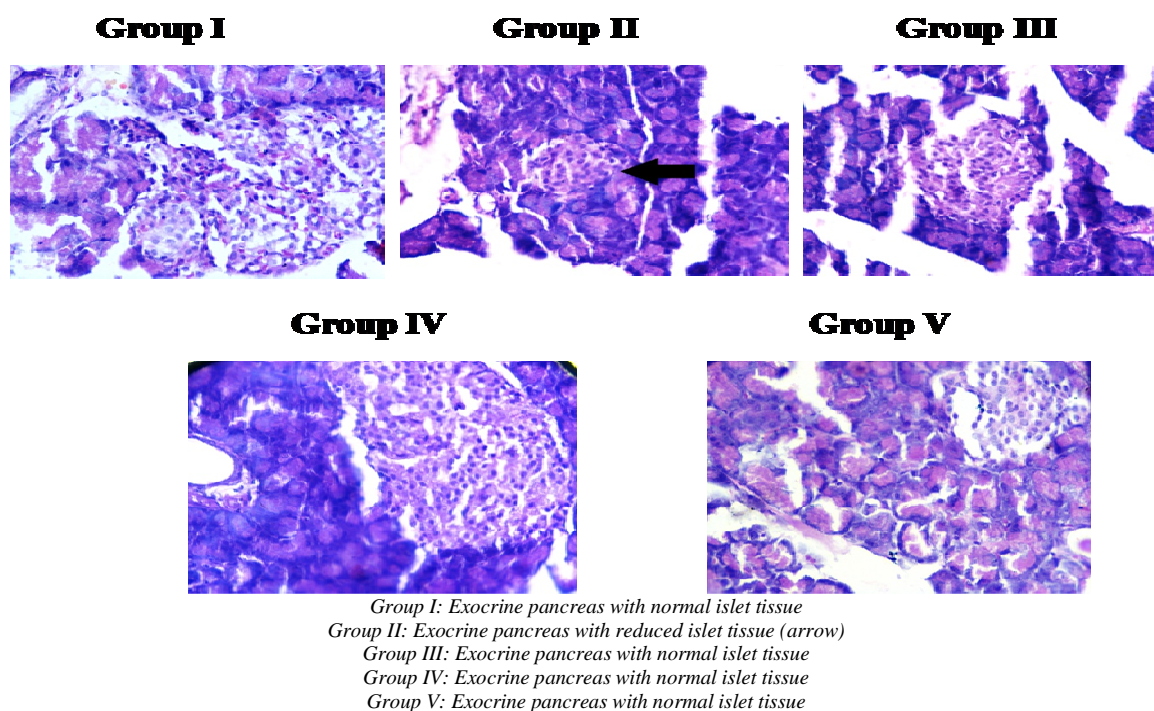 Group I
Group II
Group III
Group IV
Group V
Group I: Exocrine pancreas with normal islet tissue
Group II: Exocrine pancreas with reduced islet tissue (arrow)
Group III: Exocrine pancreas with normal islet tissue
Group IV: Exocrine pancreas with normal islet tissue
Group V: Exocrine pancreas with normal islet tissue